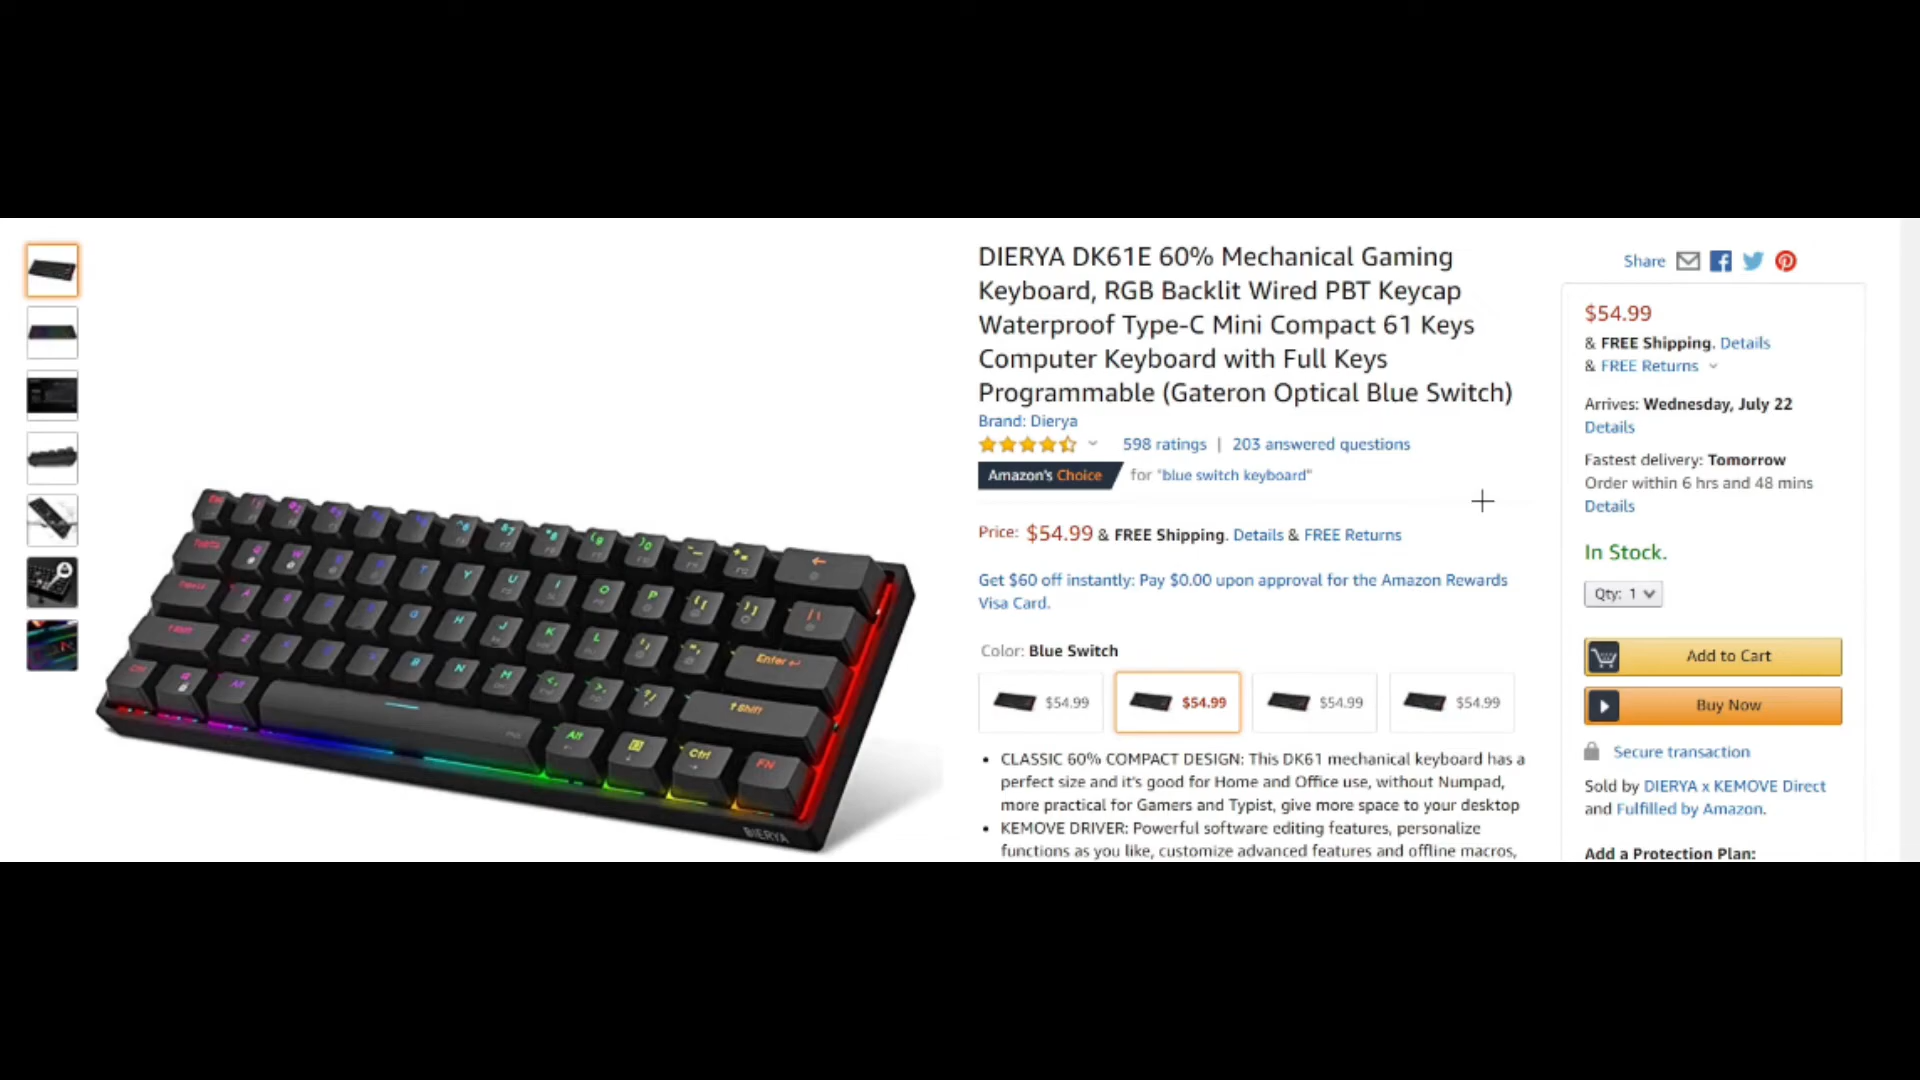 DIERYA DK61E 60% Mechanical Gaming
Keyboard, RGB Backlit Wired PBT Keycap
Waterproof Type-C Mini Compact 61 Keys
Computer Keyboard with Full Keys
Programmable (Gateron Optical Blue Switch)
Brand: Dierya
598 ratings | 203 answered questions
Amazon's Choice for "blue switch keyboard"
Price: $54.99 & FREE Shipping. Details & FREE Returns
Get $60 off instantly: Pay $0.00 upon approval for the Amazon Rewards
Visa Card.
Color: Blue Switch
$54.99 $54.99 $54.99 $54.99
• CLASSIC 60% COMPACT DESIGN: This DK61 mechanical keyboard has a
perfect size and it's good for Home and Office use, without Numpad,
more practical for Gamers and Typist, give more space to your desktop
• KEMOVE DRIVER: Powerful software editing features, personalize
functions as you like, customize advanced features and offline macros,
Share
$54.99
& FREE Shipping. Details
& FREE Returns
Arrives: Wednesday, July 22
Details
Fastest delivery: Tomorrow
Order within 6 hrs and 48 mins
Details
In Stock.
Qty: 1
Add to Cart
Buy Now
Secure transaction
Sold by DIERYA x KEMOVE Direct
and Fulfilled by Amazon.
Add a Protection Plan:
Y U I O P
H J K L
Enter
N M
Shift
Alt Ctrl FN
DIERYA